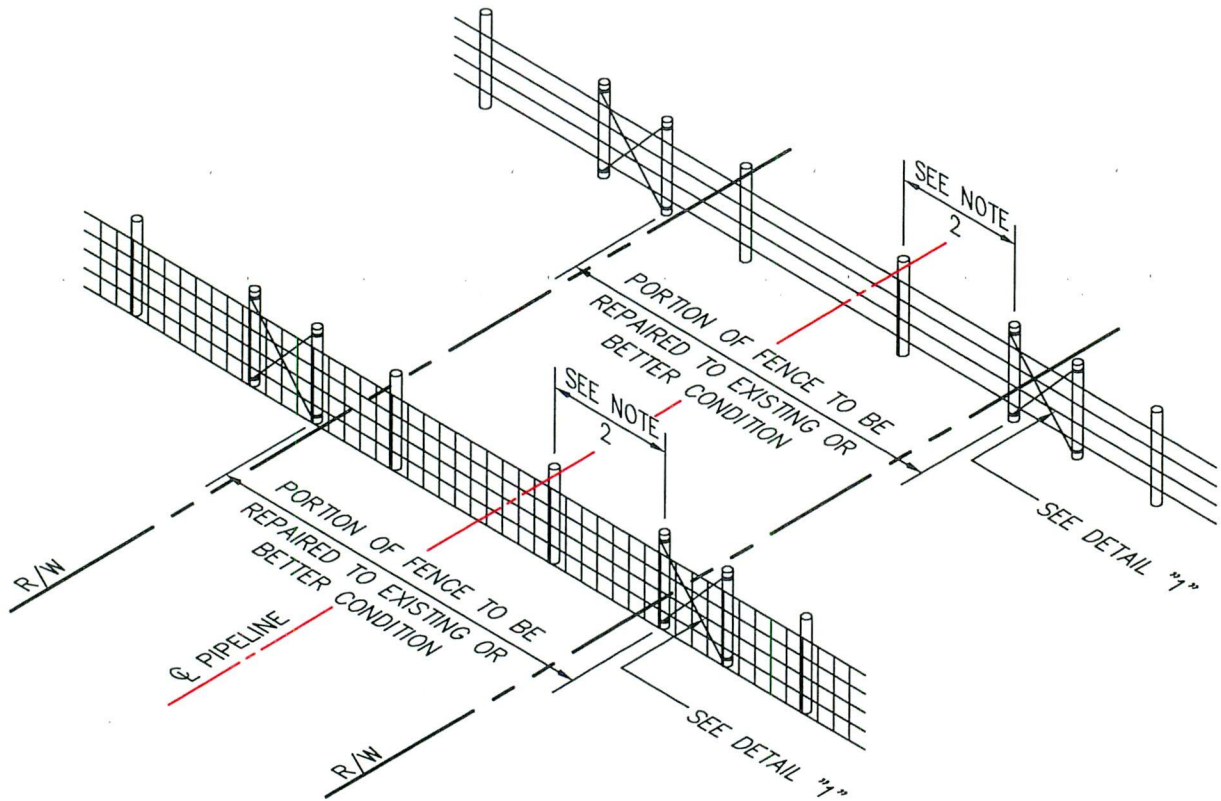 SEE NOTE
2
PORTION OF FENCE TO BE
REPAIRED TO EXISTING OR
BETTER CONDITION
SEE NOTE
2
SEE DETAIL "1"
PORTION OF FENCE TO BE
REPAIRED TO EXISTING OR
BETTER CONDITION
R/W
℄ PIPELINE
SEE DETAIL "1"
R/W